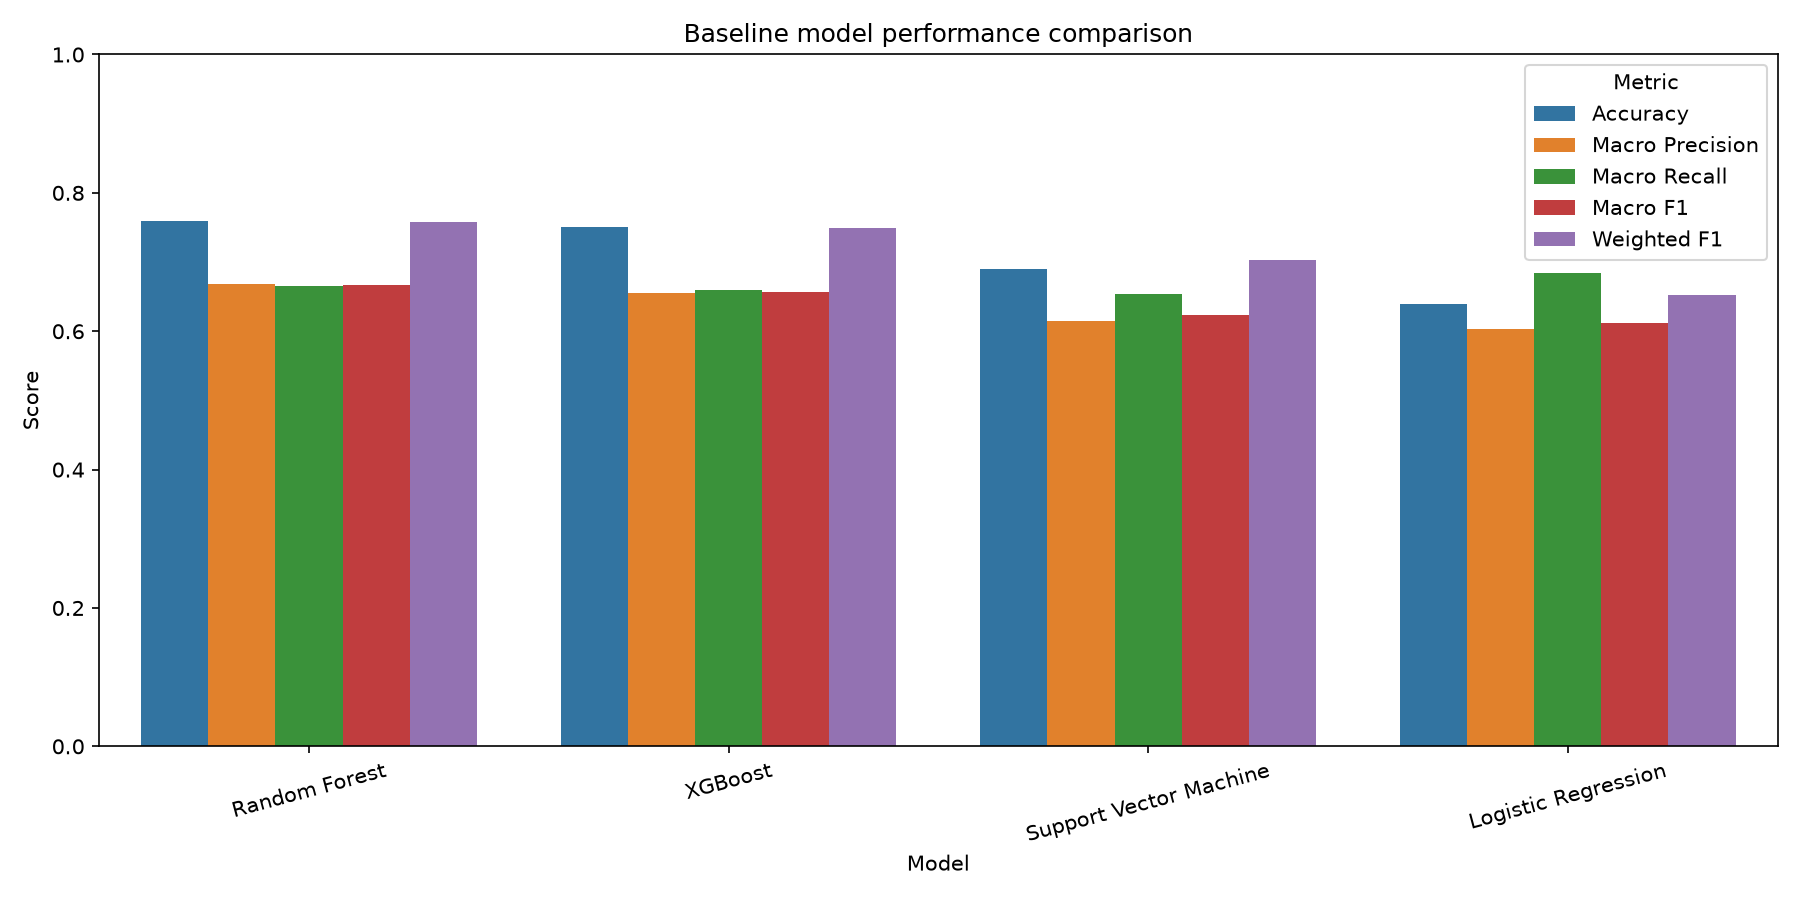 Baseline model performance comparison
1.0
0.8
0.6
0.4
0.2
0.0
Score
Metric
Accuracy
Macro Precision
Macro Recall
Macro F1
Weighted F1
Random Forest
XGBoost
Support Vector Machine
Logistic Regression
Model